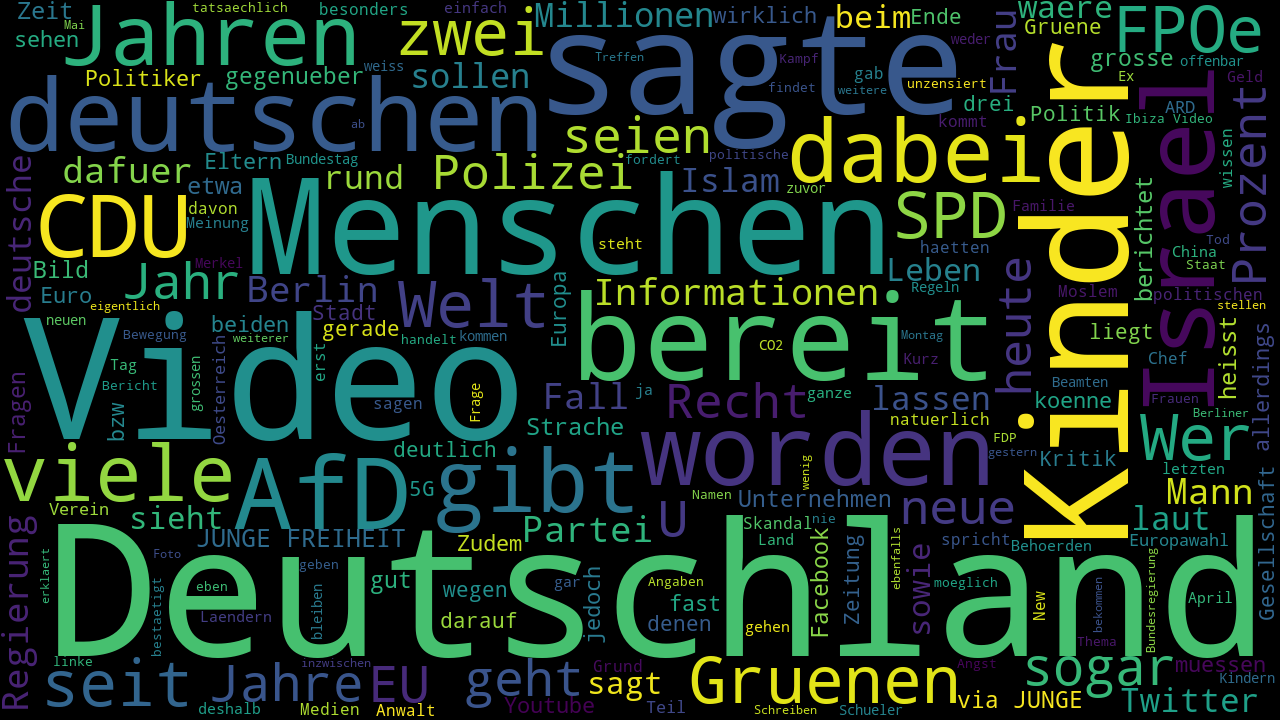 tatsaechlich
besonders
einfach
Zeit
Mai
Jahren
sehen
zwei
Millionen
wirklich
beim
Ende
Frau
waere
Gruene
FPOe
sagte
weder
grosse
offenbar
Politiker
gegenueber
weiss
sollen
Treffen
Kampf
findet
gab
weitere
unzensiert
Ex
Geld
deutschen
ab
drei
Politik
ARD
Ibiza Video
kommt
seien
dabei
Kinder
Israel
Prozent
wissen
deutsche
dafuer
Eltern
Bundestag
rund
Polizei
fordert
politische
Islam
zuvor
etwa
davon
Meinung
CDU
Menschen
SPD
Familie
berichtet
haetten
steht
Tod
China
Staat
Merkel
Bild
Jahr
Berlin
Welt
Europa
Informationen
Leben
Regeln
heute
Moslem
politischen
Euro
eigentlich
Stadt
stellen
neuen
Bewegung
beiden
weiterer
gerade
handelt
kommen
bereit
CO2
Montag
liegt
heisst
allerdings
Video
Tag
Bericht
grossen
Oesterreich
erst
Kurz
Chef
Fragen
bzw
sagen
Frage
Fall
ja
Recht
ganze
lassen
Beamten
koenne
Frauen
Berliner
natuerlich
Strache
worden
FDP
gestern
Wer
viele
AfD
deutlich
5G
gibt
wenig
Kritik
letzten
Verein
sieht
Namen
Unternehmen
neue
Mann
Gesellschaft
Regierung
JUNGE FREIHEIT
Zudem
Partei
U
Skandal
nie
Land
Facebook
Zeitung
ebenfalls
sowie
spricht
Behoerden
laut
Europawahl
Deutschland
erklaert
Foto
bestaetigt
eben
geben
Laendern
bleiben
gut
wegen
darauf
gar
jedoch
Angaben
fast
denen
gehen
moeglich
New
bekommen
Thema
Bundesregierung
April
linke
inzwischen
seit
Jahre
EU
geht
Grund
sagt
Gruenen
Angst
sogar
muessen
Kindern
deshalb
Medien
Anwalt
Youtube
Teil
Schreiben
Schueler
via JUNGE
Twitter